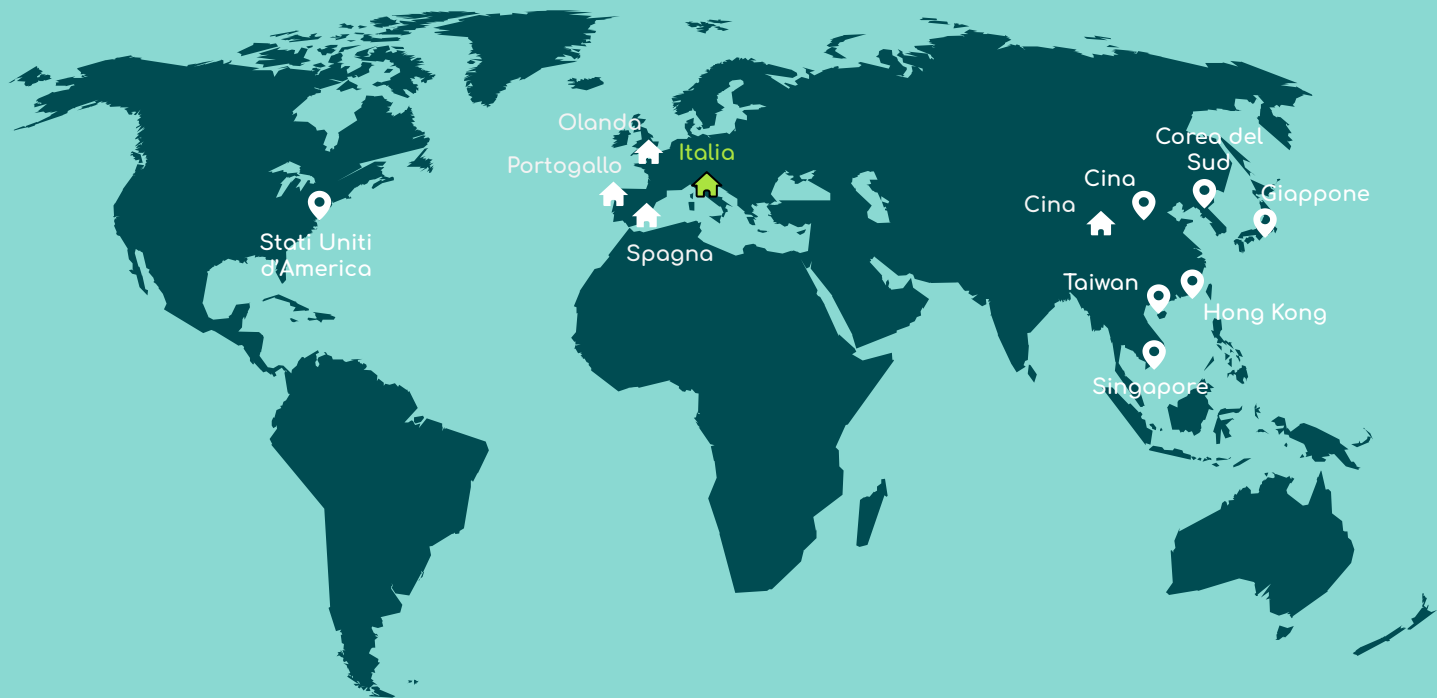 Olanda
Italia
Portogallo
Spagna
Stati Uniti
d'America
Corea del
Sud
Cina
Giappone
Cina
Taiwan
Hong Kong
Singapore